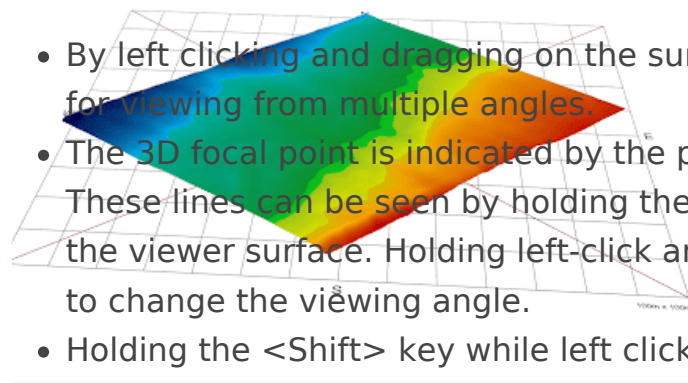 By left clicking and dragging on the
for viewing from multiple angles.
The 3D focal point is indicated by the
These lines can be seen by holding the
the viewer surface. Holding left-click
to change the viewing angle.
Holding the <Shift> key while left click
E
S